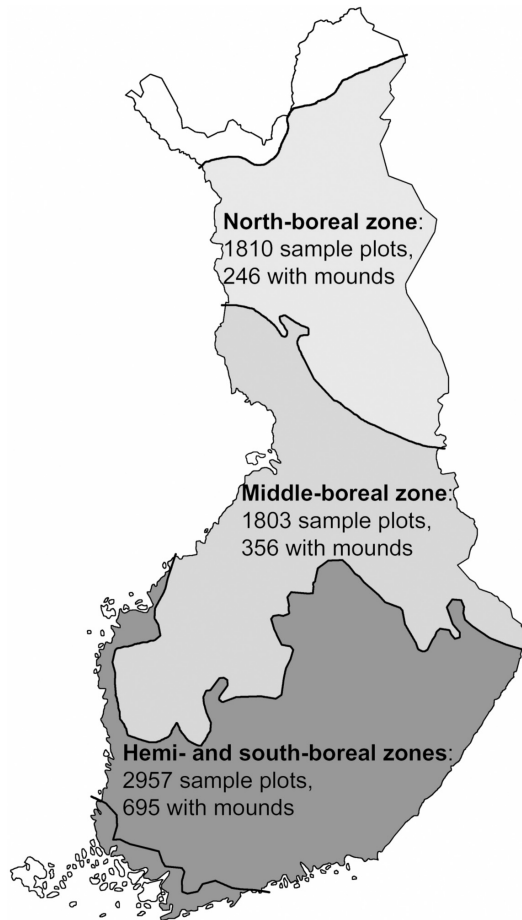 North-boreal zone:
1810 sample plots,
246 with mounds
Middle-boreal zone:
1803 sample plots,
356 with mounds
Hemi- and south-boreal zones:
2957 sample plots,
695 with mounds